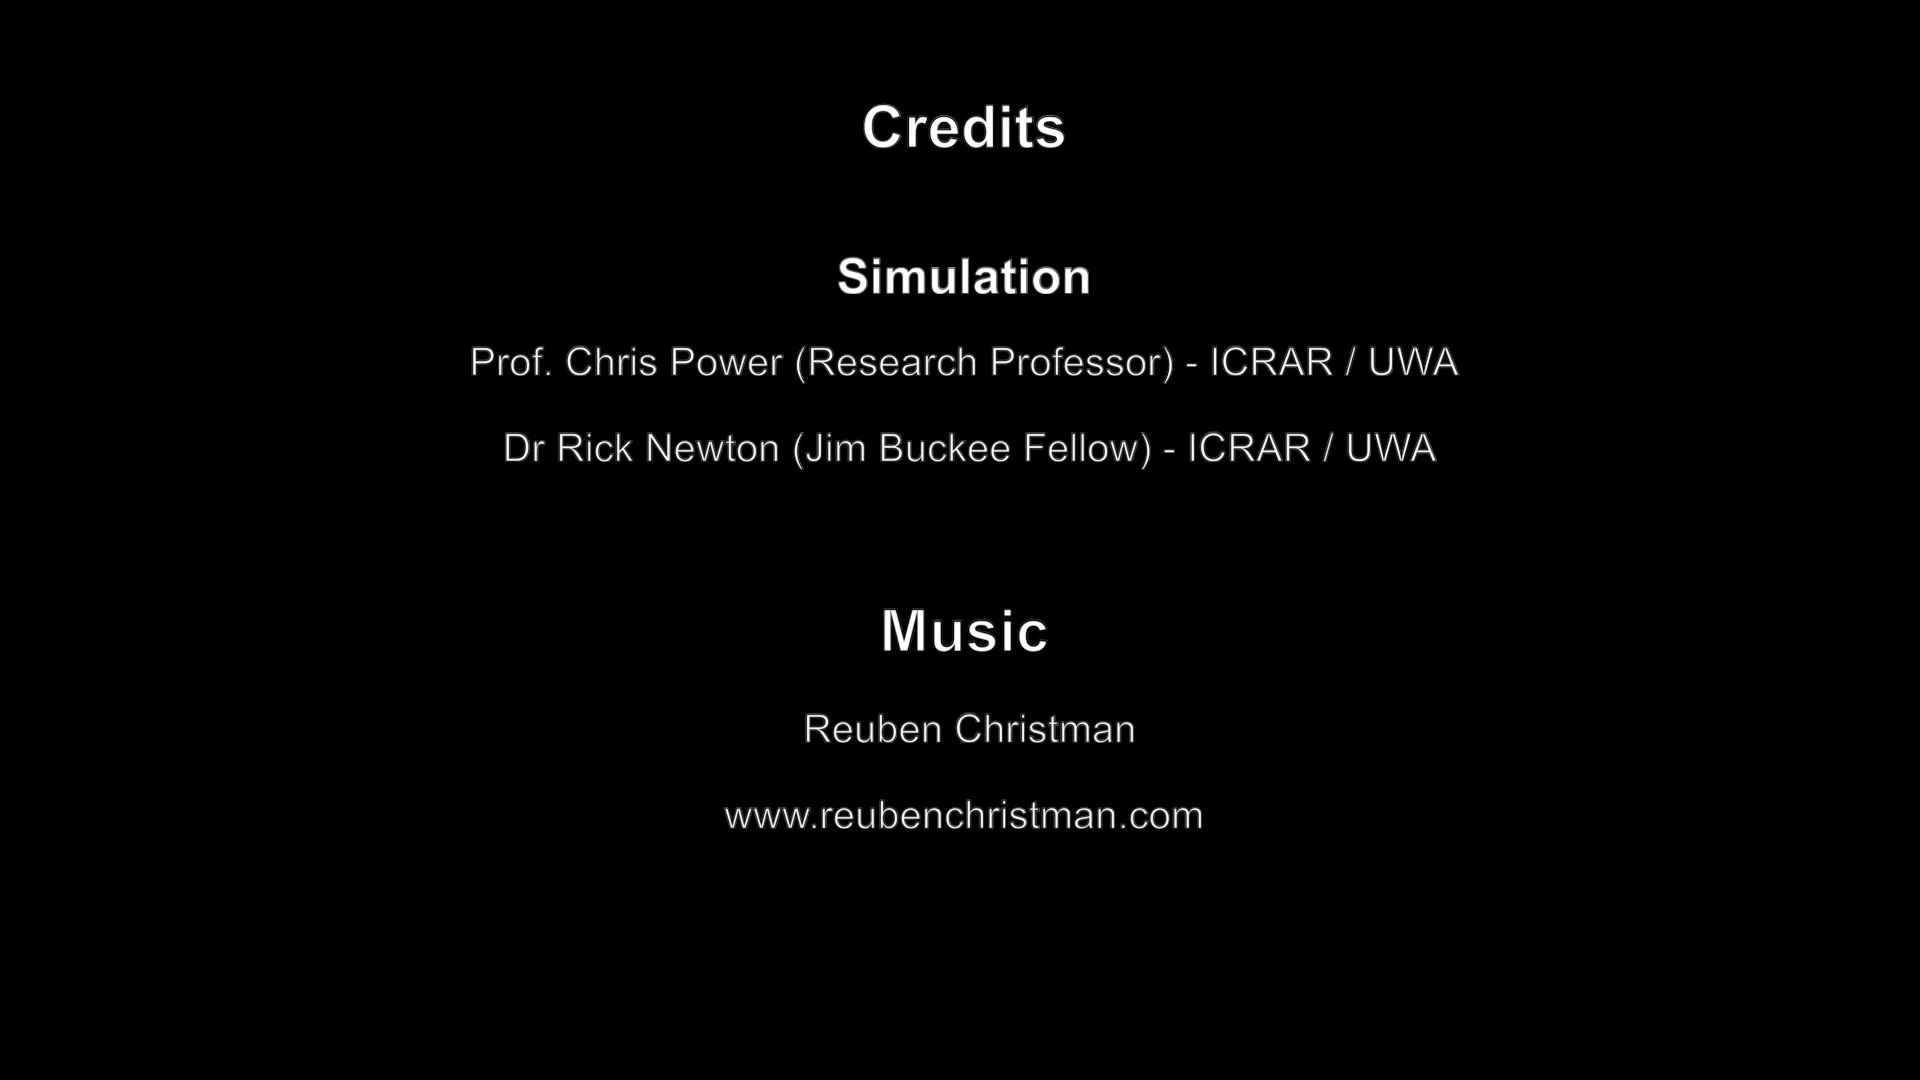 Credits
Simulation
Prof. Chris Power (Research Professor) - ICRAR / UWA
Dr Rick Newton (Jim Buckee Fellow) - ICRAR / UWA
Music
Reuben Christman
www.reubenchristman.com